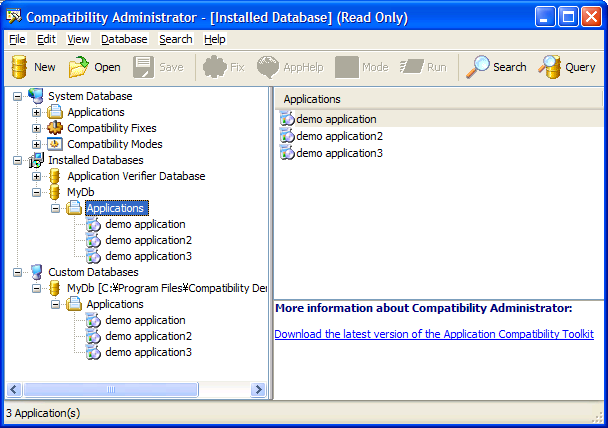 Compatibility Administrator - [Installed Database] (Read Only)
File Edit View Database Search Help
New Open Save Fix AppHelp Mode Run Search Query
System Database
Applications
Compatibility Fixes
Compatibility Modes
Installed Databases
Application Verifier Database
MyDb
Applications
demo application
demo application2
demo application3
Custom Databases
MyDb [C:¥Program Files¥Compatibility Der
Applications
demo application
demo application2
demo application3
Applications
demo application
demo application2
demo application3
More information about Compatibility Administrator:
Download the latest version of the Application Compatibility Toolkit
3 Application(s)